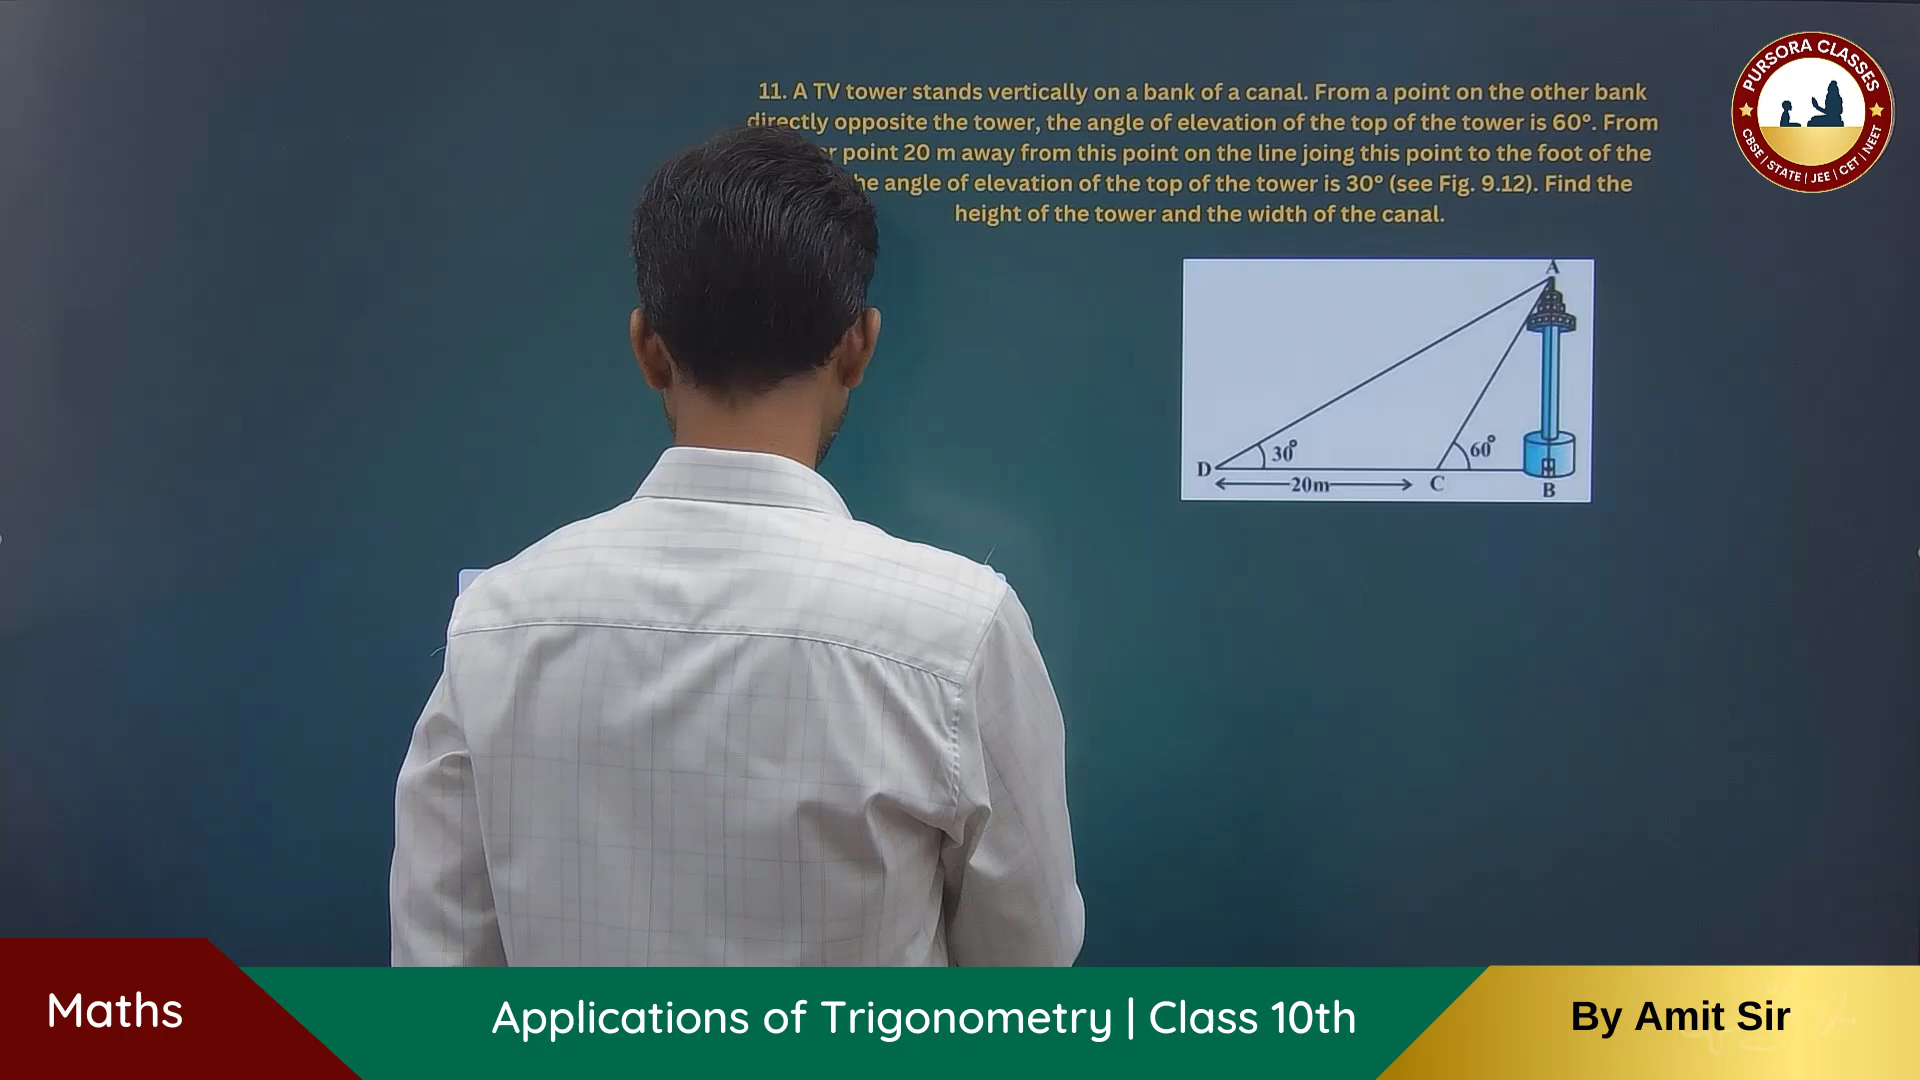 11. A TV tower stands vertically on a bank of a canal. From a point on the other bank
directly opposite the tower, the angle of elevation of the top of the tower is 60°. From
point 20 m away from this point on the line joing this point to the foot of the
angle of elevation of the top of the tower is 30° (see Fig. 9.12). Find the
height of the tower and the width of the canal.
PURSORA CLASSES
CBSE | STATE | JEE | CET | NEET
A
30°
60°
D
20m
C
B
Maths
Applications of Trigonometry | Class 10th
By Amit Sir